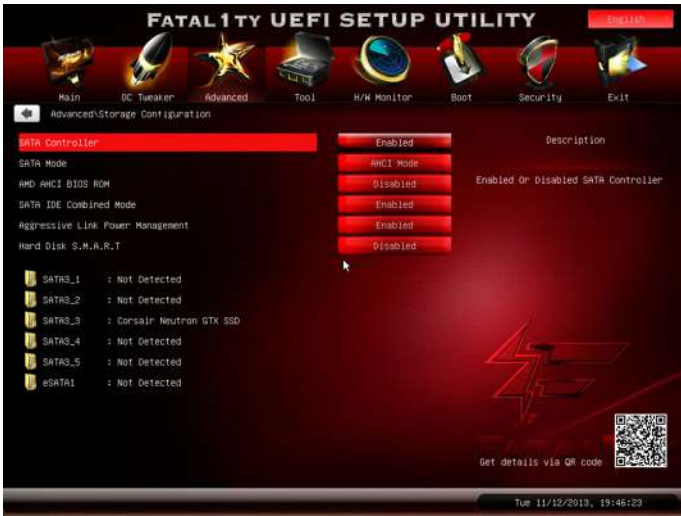 FATAL1TY UEFI SETUP UTILITY
English
Main
OC Tweaker
Advanced
Tool
H/W Monitor
Boot
Security
Exit
Advanced\Storage Configuration
SATA Controller Enabled
SATA Mode AHCI Mode
AMD AHCI BIOS ROM Disabled
SATA IDE Combined Mode Enabled
Aggressive Link Power Management Enabled
Hard Disk S.M.A.R.T Disabled
Description
Enabled Or Disabled SATA Controller
SATA3_1 : Not Detected
SATA3_2 : Not Detected
SATA3_3 : Corsair Neutron GTX SSD
SATA3_4 : Not Detected
SATA3_5 : Not Detected
eSATA1 : Not Detected
Get details via QR code
Tue 11/12/2013, 19:46:23